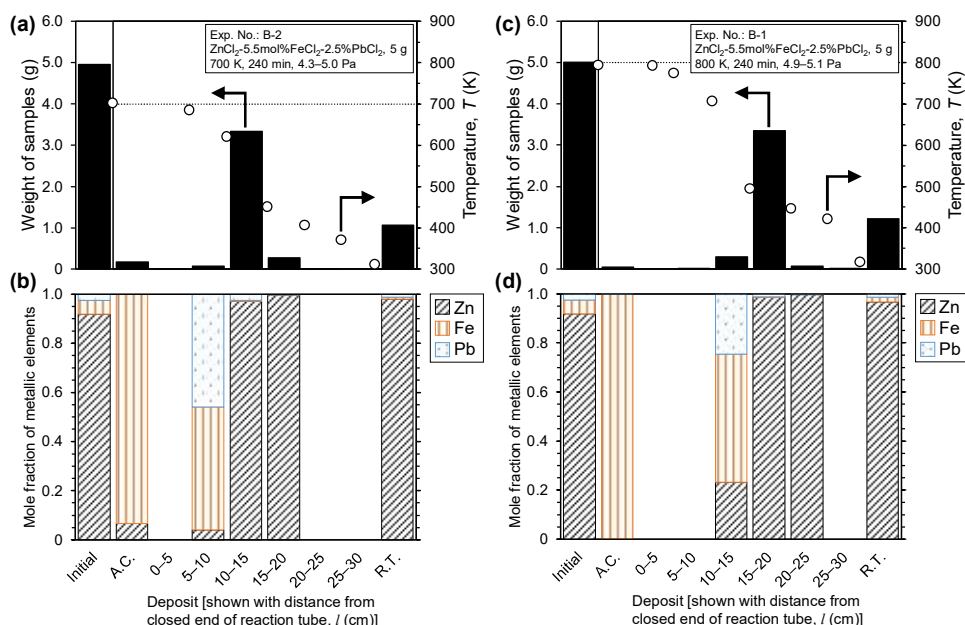 (a)
Exp. No.: B-2
ZnCl2-5.5mol%FeCl2-2.5%PbCl2, 5 g
700 K, 240 min, 4.3–5.0 Pa
Weight of samples (g)
6.0
5.0
4.0
3.0
2.0
1.0
0
Temperature, T (K)
900
800
700
600
500
400
300
(c)
Exp. No.: B-1
ZnCl2-5.5mol%FeCl2-2.5%PbCl2, 5 g
800 K, 240 min, 4.9–5.1 Pa
Weight of samples (g)
6.0
5.0
4.0
3.0
2.0
1.0
0
Temperature, T (K)
900
800
700
600
500
400
300
(b)
Mole fraction of metallic elements
1.0
0.8
0.6
0.4
0.2
0
Zn
Fe
Pb
Initial
A.C.
0–5
5–10
10–15
15–20
20–25
25–30
R.T.
Deposit [shown with distance from
closed end of reaction tube, l (cm)]
(d)
Mole fraction of metallic elements
1.0
0.8
0.6
0.4
0.2
0
Zn
Fe
Pb
Initial
A.C.
0–5
5–10
10–15
15–20
20–25
25–30
R.T.
Deposit [shown with distance from
closed end of reaction tube, l (cm)]